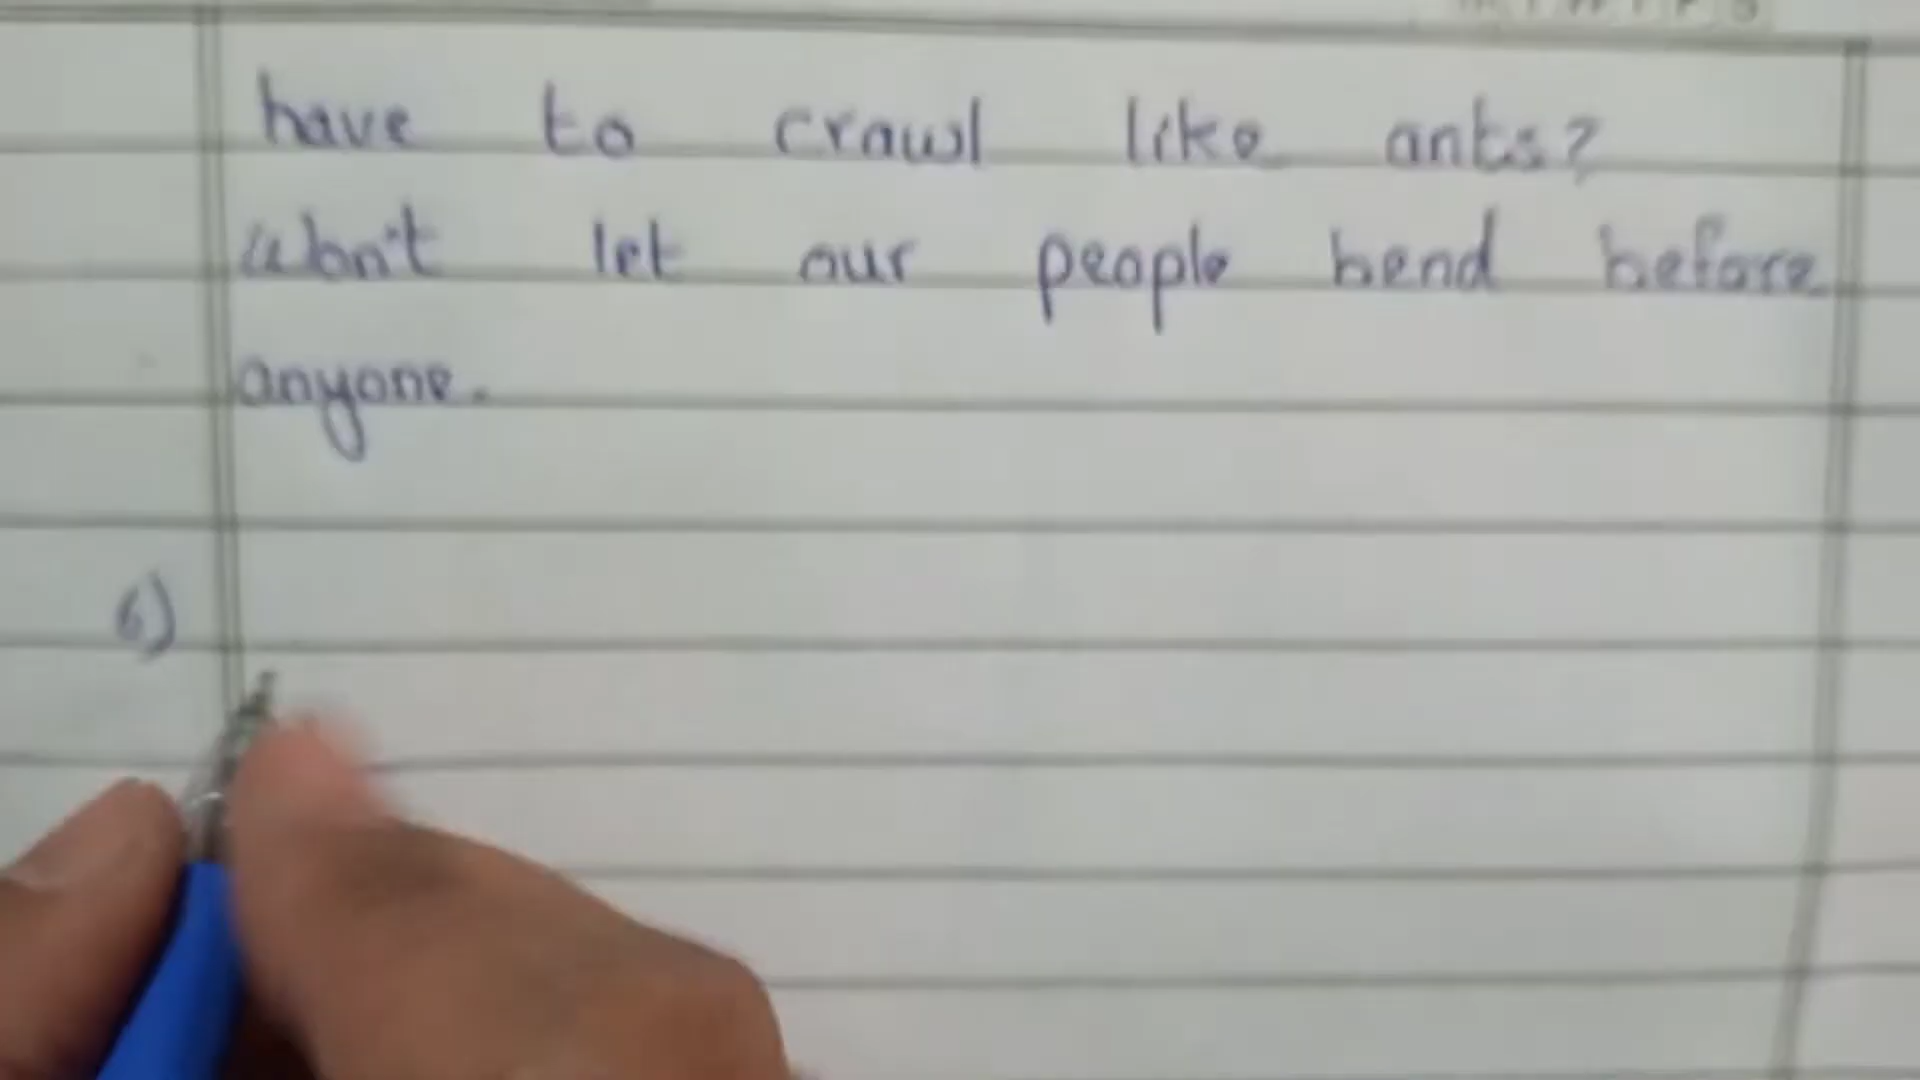 have to crawl like ants?
Won't let our people bend before
anyone.
6)